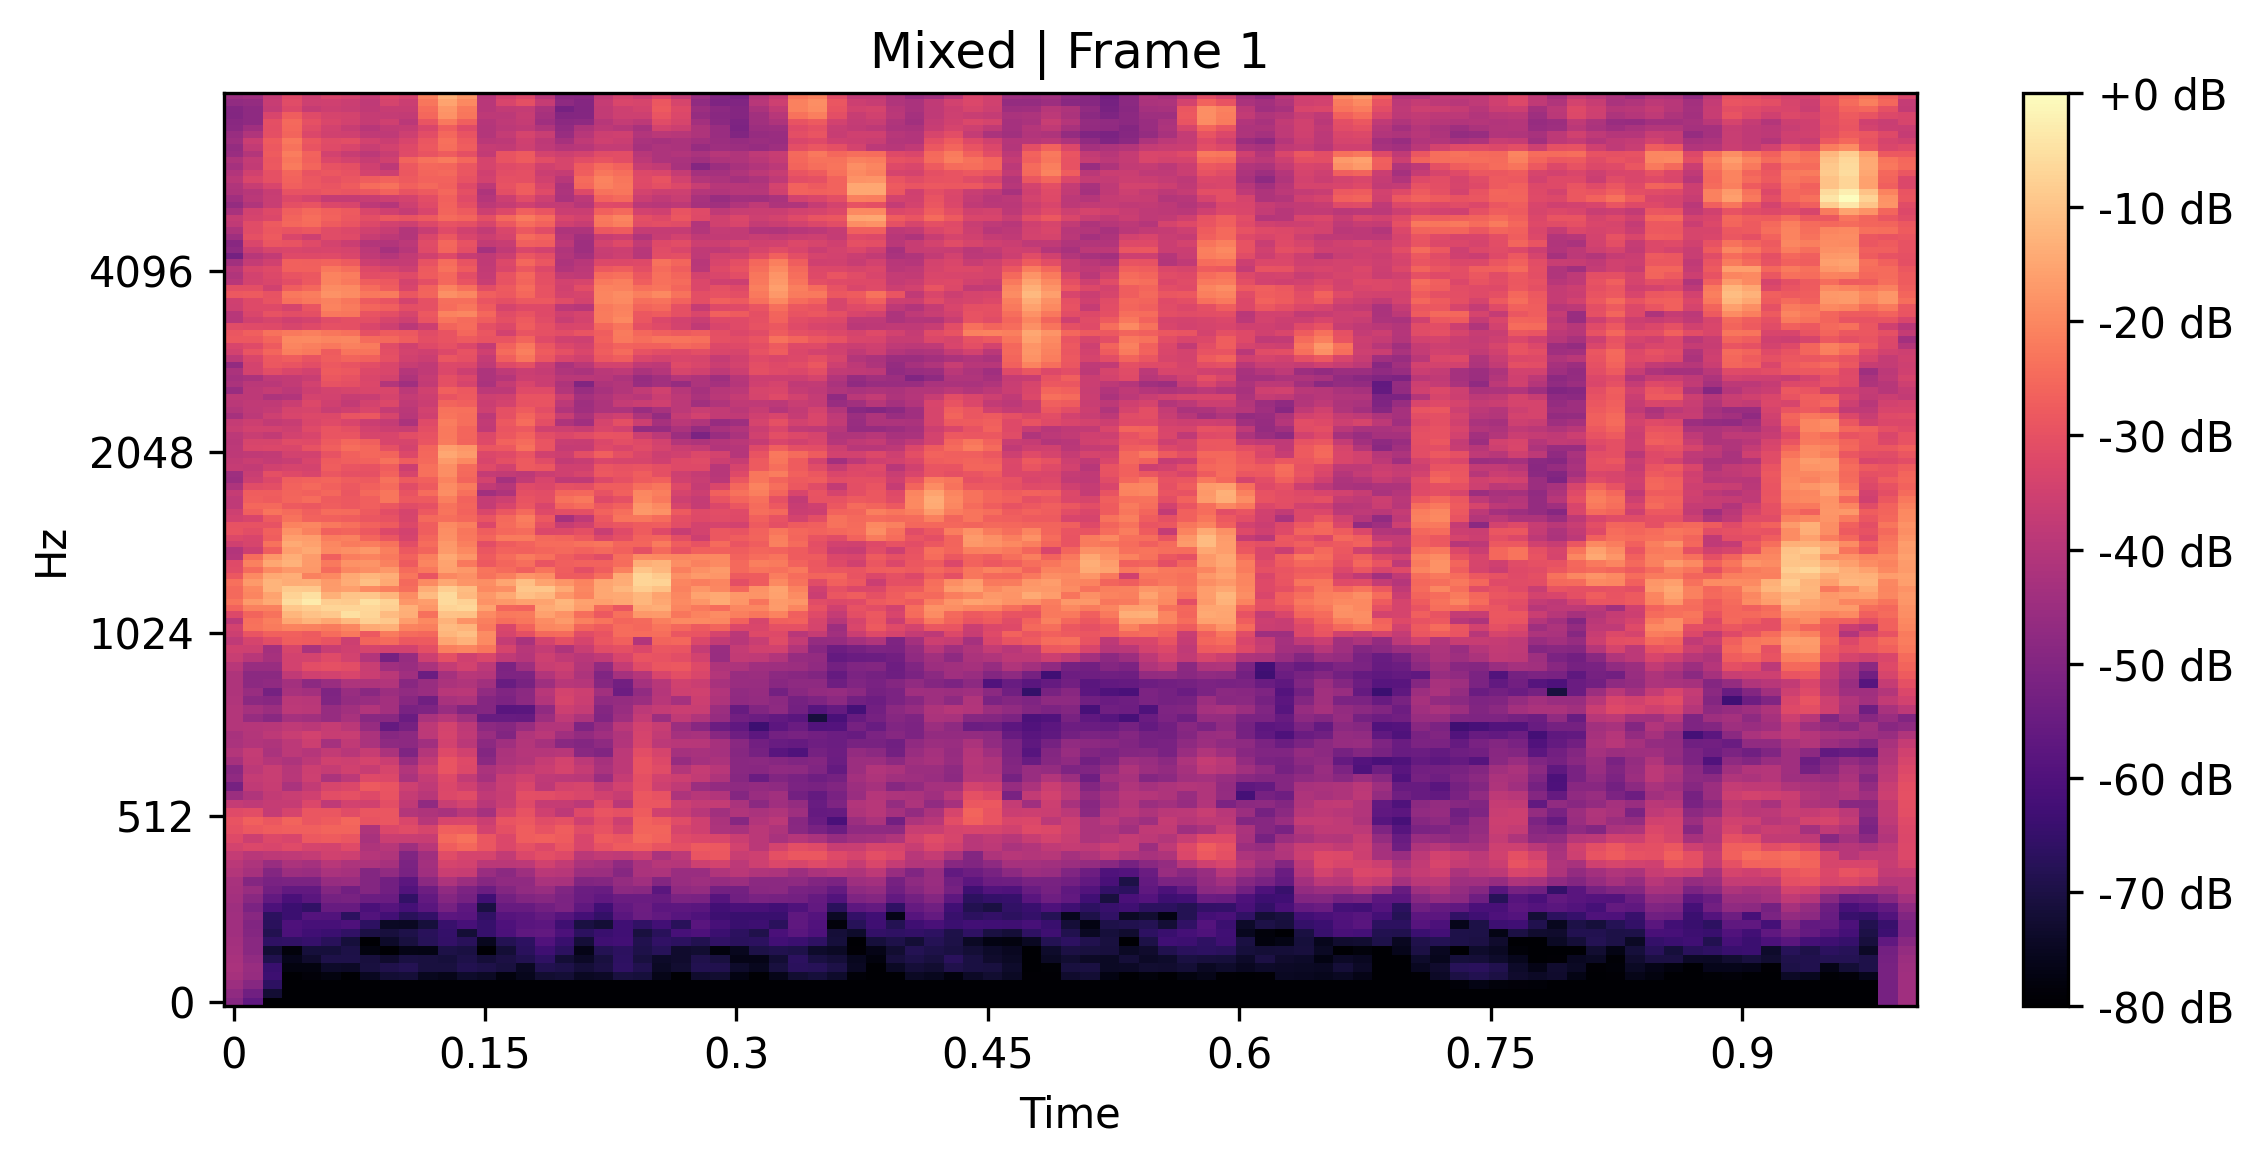 Mixed | Frame 1
+0 dB
-10 dB
-20 dB
-30 dB
-40 dB
-50 dB
-60 dB
-70 dB
-80 dB
Hz
4096
2048
1024
512
0
0 0.15 0.3 0.45 0.6 0.75 0.9
Time